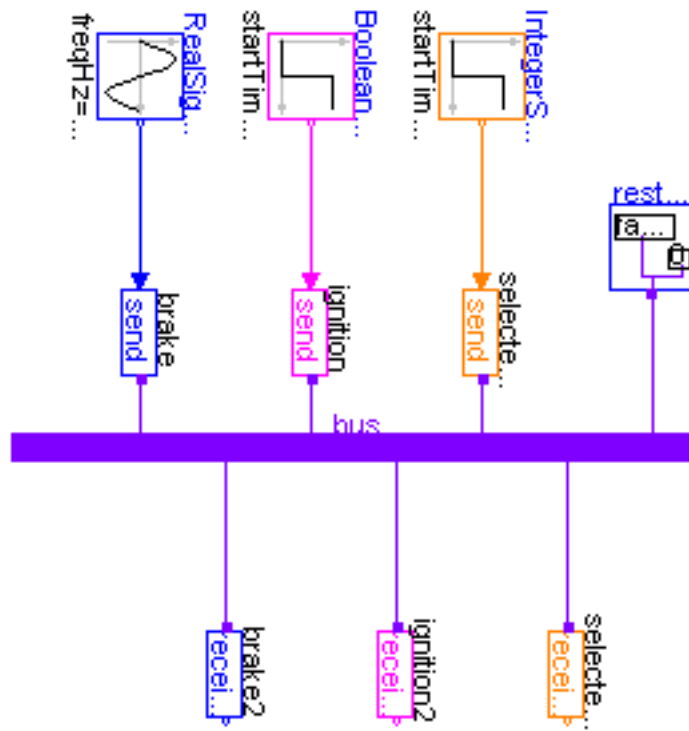 RealSig...
freqHz=...
Boolean...
startTim...
IntegerS...
startTim...
rest...
fa...
send
brake
send
ignition
send
selecte...
bus
brake2
ecei...
ignition2
ecei...
selecte...
ecei...